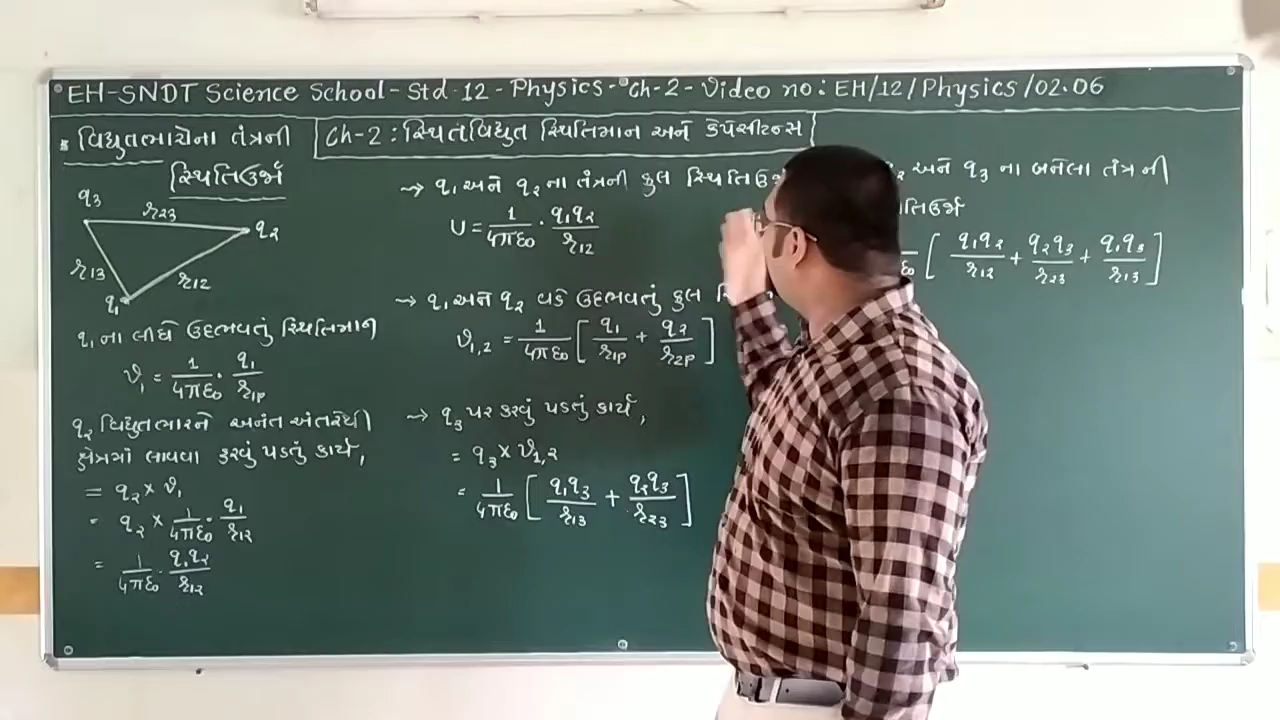 EH-SNDT Science School - Std. 12 - Physics - Ch-2 - Video no: EH/12/Physics/02.06
* વિદ્યુતભારોના તંત્રની
સ્થિતિઉર્જા
Ch-2 : સ્થિતવિદ્યુત સ્થિતિમાન અને કેપેસીટન્સ
q3
r23
q2
r13
r12
q1
q1 ના લીધે ઉદ્દભવતું સ્થિતિમાન
V1 = 1/4πε0 · q1/r1P
q2 વિદ્યુતભારને અનંત અંતરેથી
ક્ષેત્રમાં લાવવા કરવું પડતું કાર્ય,
= q2 × V1
= q2 × 1/4πε0 · q1/r12
= 1/4πε0 · q1q2/r12
→ q1 અને q2 ના તંત્રની કુલ સ્થિતિઉર્જા
U = 1/4πε0 · q1q2/r12
→ q1 અને q2 વડે ઉદ્દભવતું કુલ
V1,2 = 1/4πε0 [ q1/r1P + q2/r2P ]
→ q3 પર કરવું પડતું કાર્ય,
= q3 × V1,2
= 1/4πε0 [ q1q3/r13 + q2q3/r23 ]
અને q3 ના બનેલા તંત્રની
[ q1q2/r12 + q2q3/r23 + q1q3/r13 ]